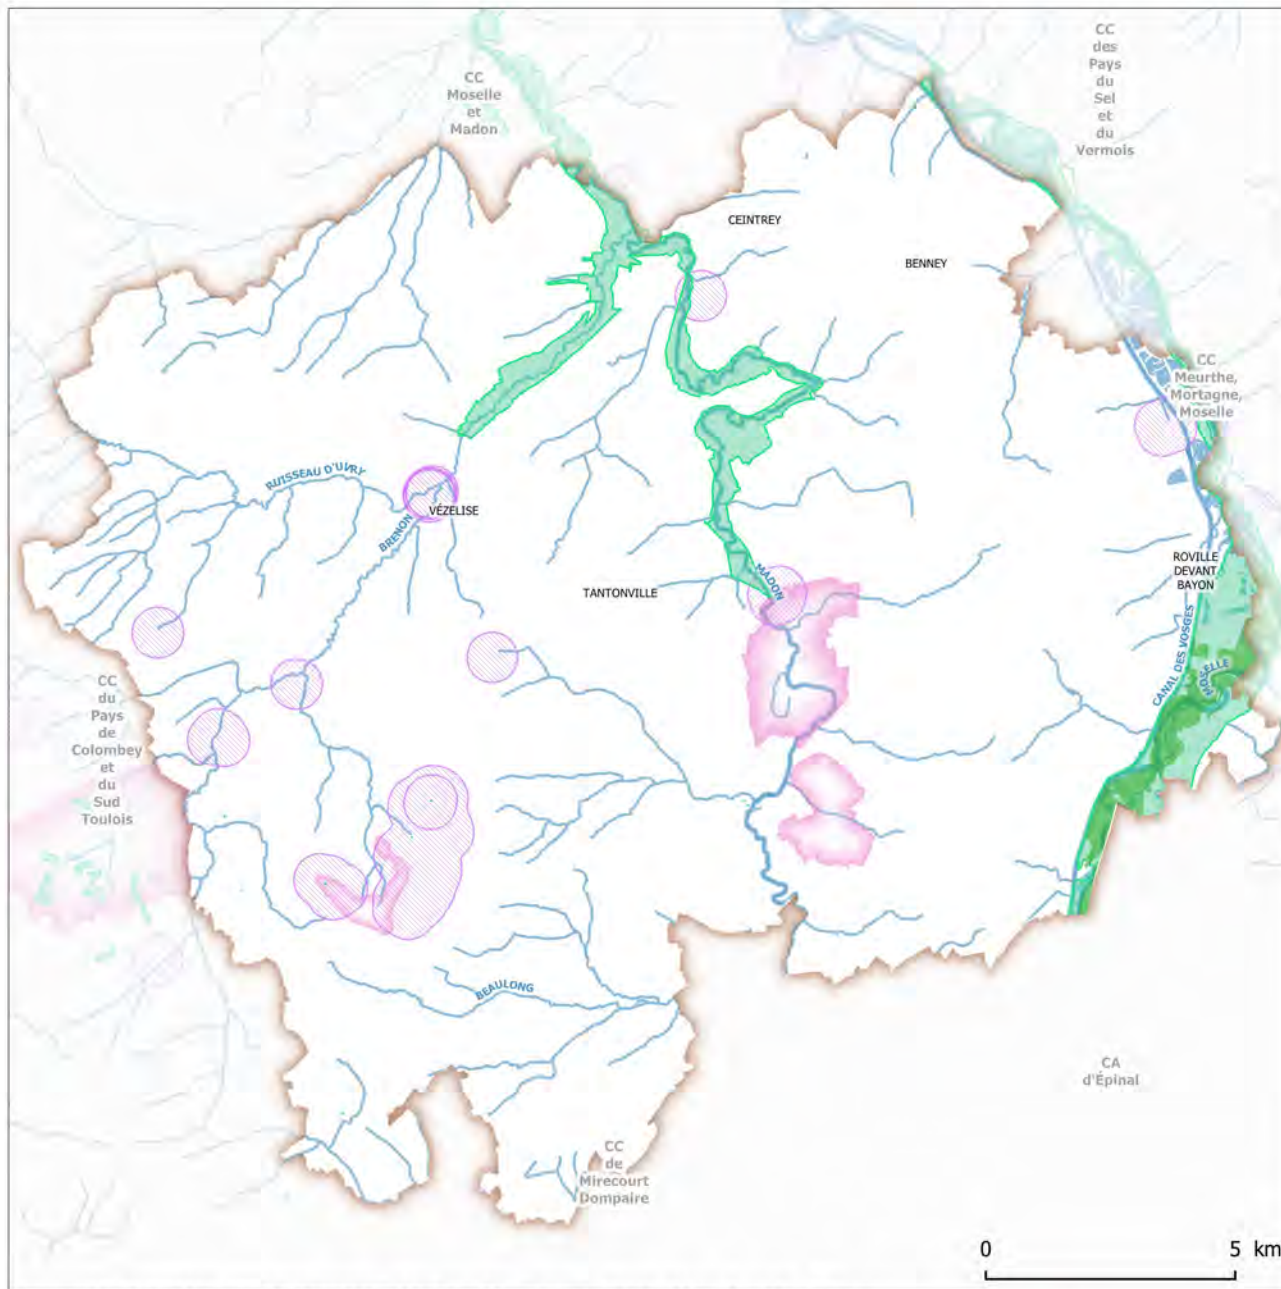 CC
des
Pays
du
Sel
et
du
Vermois
CC
Moselle
et
Madon
CEINTREY
BENNEY
CC
Meurthe,
Mortagne,
Moselle
RUISSEAU D'UVRY
VÉZELISE
BRENON
ROVILLE
DEVANT
BAYON
MADON
TANTONVILLE
CANAL DES VOSGES
MOSELLE
CC
du
Pays
de
Colombey
et
du
Sud
Toulois
BEAULONG
CA
d'Épinal
CC
de
Mirecourt
Dompaire
0 5 km